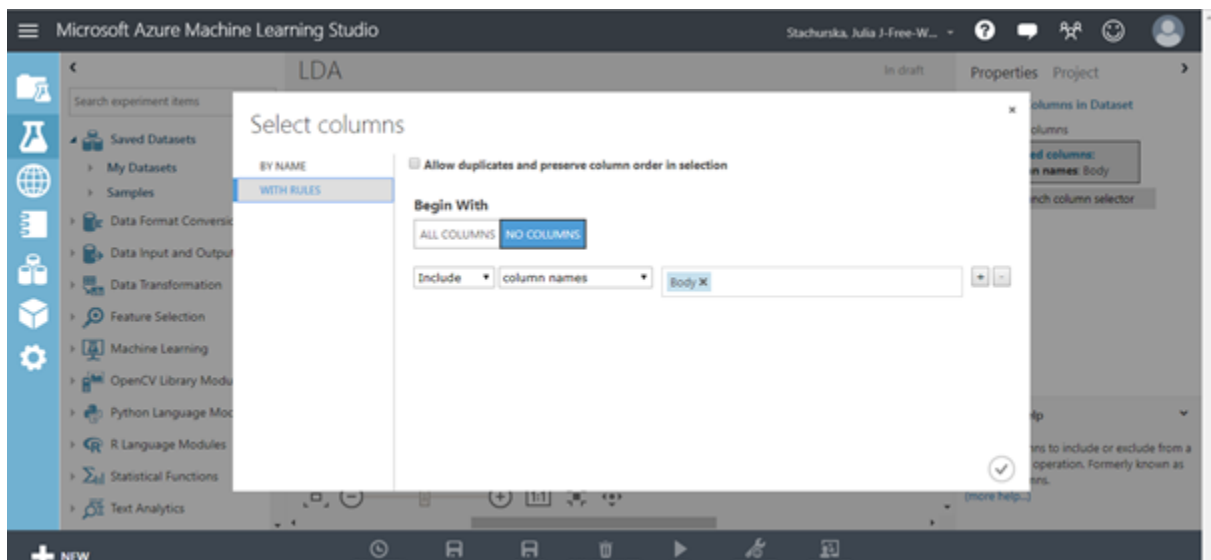 Microsoft Azure Machine Learning Studio
Stachurska, Julia J-Free-W...
LDA
In draft
Properties Project
Search experiment items
Saved Datasets
My Datasets
Samples
Data Format Conversio
Data Input and Output
Data Transformation
Feature Selection
Machine Learning
OpenCV Library Modu
Python Language Mod
R Language Modules
Statistical Functions
Text Analytics
Select columns
BY NAME
WITH RULES
Allow duplicates and preserve column order in selection
Begin With
ALL COLUMNS NO COLUMNS
Include column names Body ×
+ -
×
olumns in Dataset
olumns
ed columns:
n names: Body
nch column selector
lp
ns to include or exclude from a
operation. Formerly known as
ns.
(more help...)
1:1
NEW